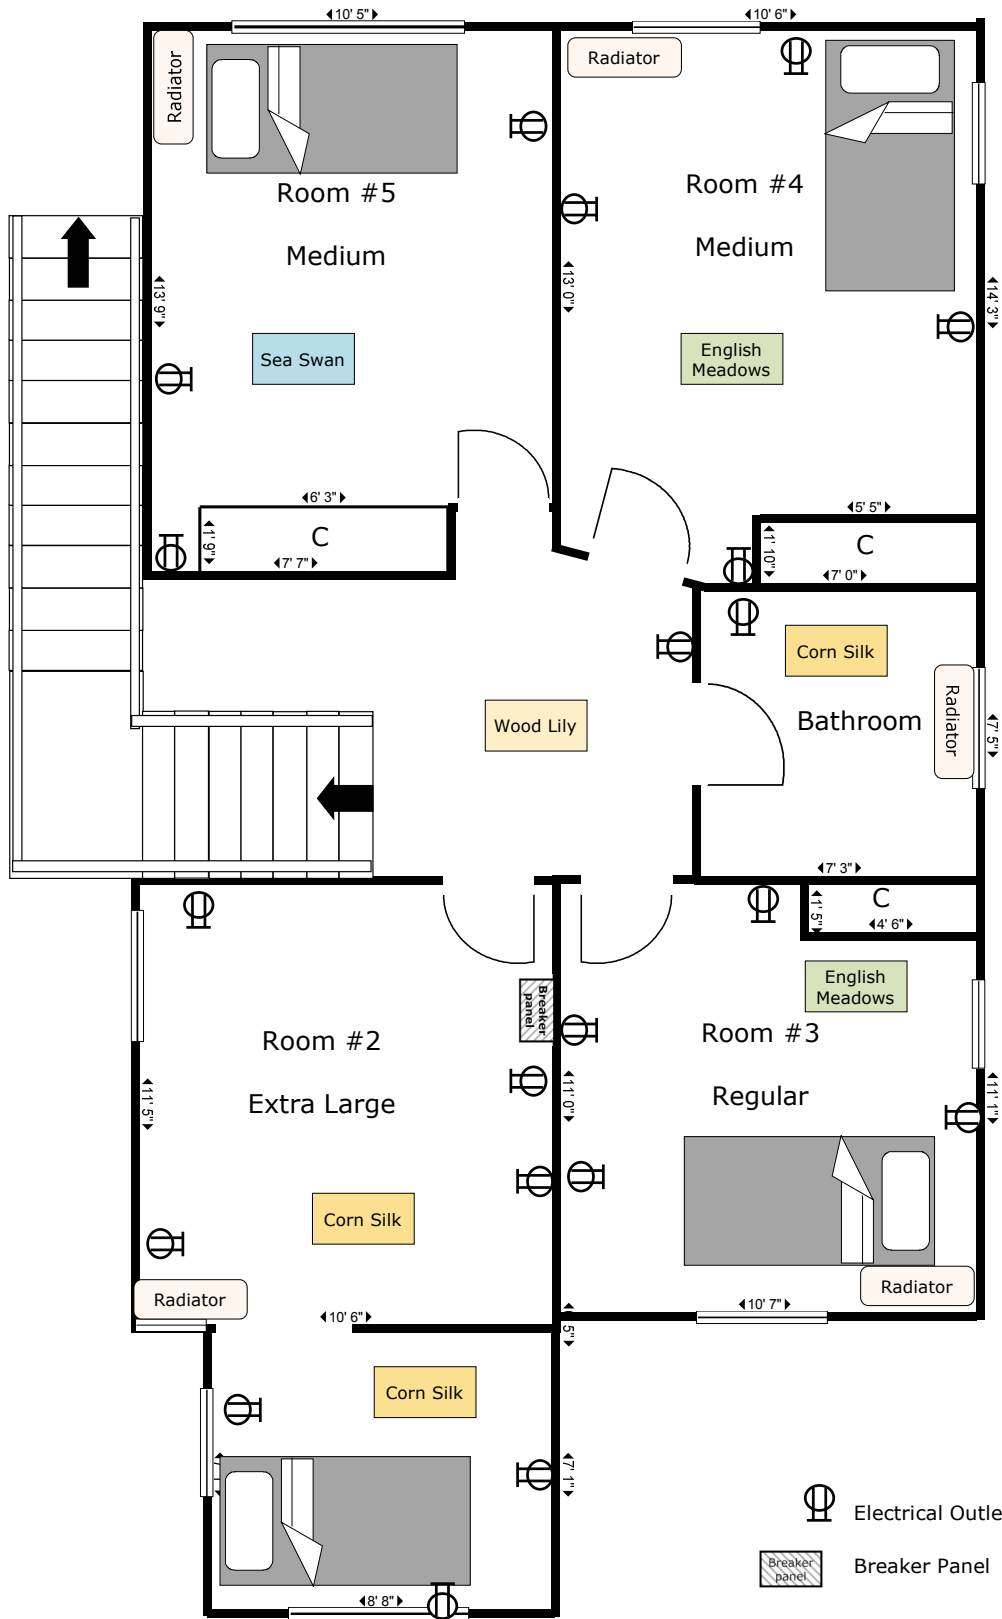 10' 5"
10' 6"
Radiator
Radiator
Room #5
Medium
Room #4
Medium
13' 9"
13' 0"
14' 3"
Sea Swan
English
Meadows
6' 3"
1' 9"
C
7' 7"
5' 5"
1' 10"
C
7' 0"
Corn Silk
Wood Lily
Bathroom
Radiator
7' 5"
7' 3"
C
1' 5"
4' 6"
English
Meadows
Breaker
panel
Room #2
Extra Large
Room #3
Regular
11' 5"
11' 0"
11' 1"
Corn Silk
Radiator
Radiator
10' 6"
10' 7"
5"
Corn Silk
7' 1"
8' 8"
Electrical Outle
Breaker
panel
Breaker Panel